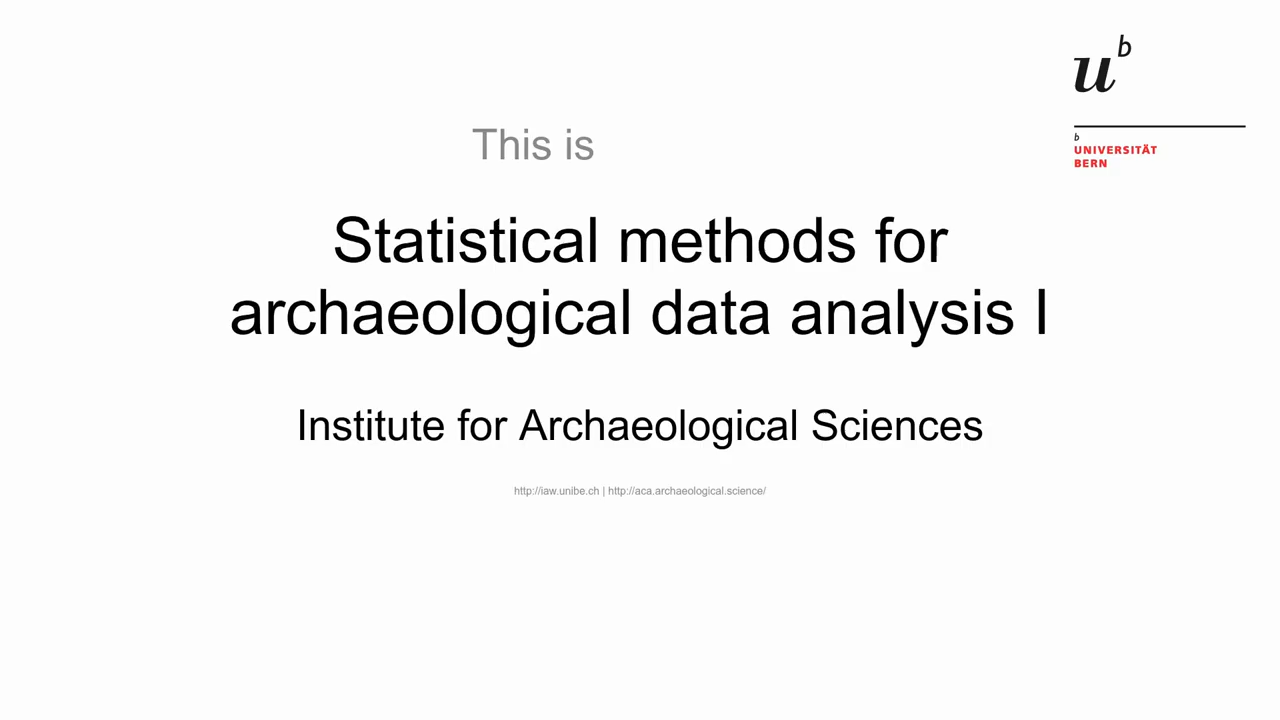 u^b
This is
b
UNIVERSITÄT
BERN
Statistical methods for
archaeological data analysis I
Institute for Archaeological Sciences
http://iaw.unibe.ch | http://aca.archaeological.science/